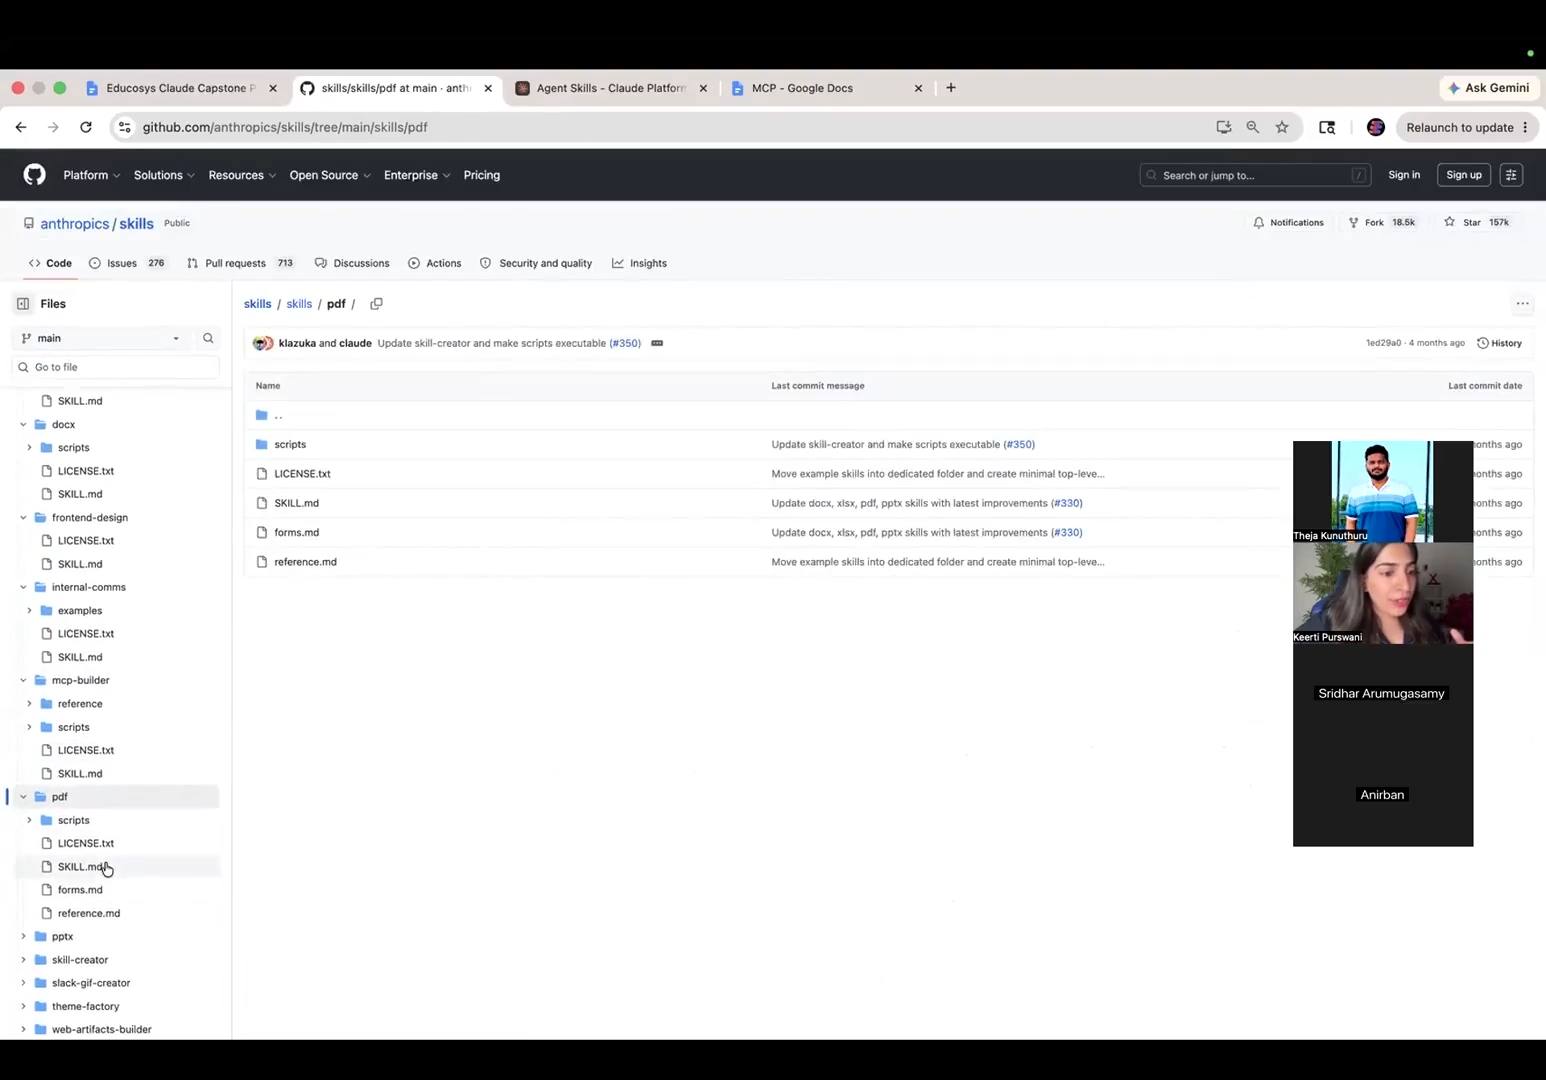 Educosys Claude Capstone P
skills/skills/pdf at main · anth
Agent Skills - Claude Platform
MCP - Google Docs
Ask Gemini
github.com/anthropics/skills/tree/main/skills/pdf
Relaunch to update
Platform
Solutions
Resources
Open Source
Enterprise
Pricing
Search or jump to...
/
Sign in
Sign up
anthropics / skills
Public
Notifications
Fork 18.5k
Star 157k
Code
Issues 276
Pull requests 713
Discussions
Actions
Security and quality
Insights
Files
main
Go to file
SKILL.md
docx
scripts
LICENSE.txt
SKILL.md
frontend-design
LICENSE.txt
SKILL.md
internal-comms
examples
LICENSE.txt
SKILL.md
mcp-builder
reference
scripts
LICENSE.txt
SKILL.md
pdf
scripts
LICENSE.txt
SKILL.md
forms.md
reference.md
pptx
skill-creator
slack-gif-creator
theme-factory
web-artifacts-builder
skills / skills / pdf /
klazuka and claude Update skill-creator and make scripts executable (#350)
1ed29a0 · 4 months ago
History
Name Last commit message Last commit date
..
scripts Update skill-creator and make scripts executable (#350) onths ago
LICENSE.txt Move example skills into dedicated folder and create minimal top-leve... onths ago
SKILL.md Update docx, xlsx, pdf, pptx skills with latest improvements (#330) onths ago
forms.md Update docx, xlsx, pdf, pptx skills with latest improvements (#330) onths ago
reference.md Move example skills into dedicated folder and create minimal top-leve... onths ago
Theja Kunuthuru
Keerti Purswani
Sridhar Arumugasamy
Anirban